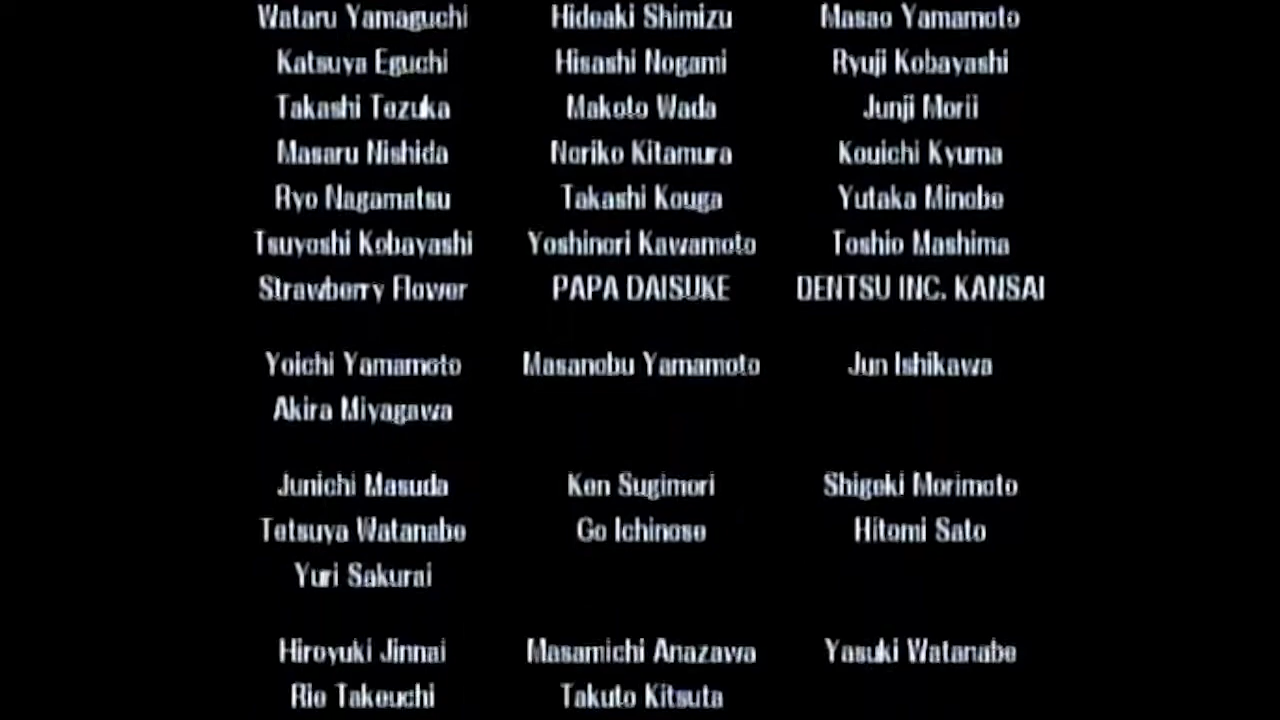 Wataru Yamaguchi Hideaki Shimizu Masao Yamamoto
Katsuya Eguchi Hisashi Nogami Ryuji Kobayashi
Takashi Tezuka Makoto Wada Junji Morii
Masaru Nishida Noriko Kitamura Kouichi Kyuma
Ryo Nagamatsu Takashi Kouga Yutaka Minobe
Tsuyoshi Kobayashi Yoshinori Kawamoto Toshio Mashima
Strawberry Flower PAPA DAISUKE DENTSU INC. KANSAI
Yoichi Yamamoto Masanobu Yamamoto Jun Ishikawa
Akira Miyagawa
Junichi Masuda Ken Sugimori Shigeki Morimoto
Tetsuya Watanabe Go Ichinose Hitomi Sato
Yuri Sakurai
Hiroyuki Jinnai Masamichi Anazawa Yasuki Watanabe
Rie Takeuchi Takuto Kitsuta